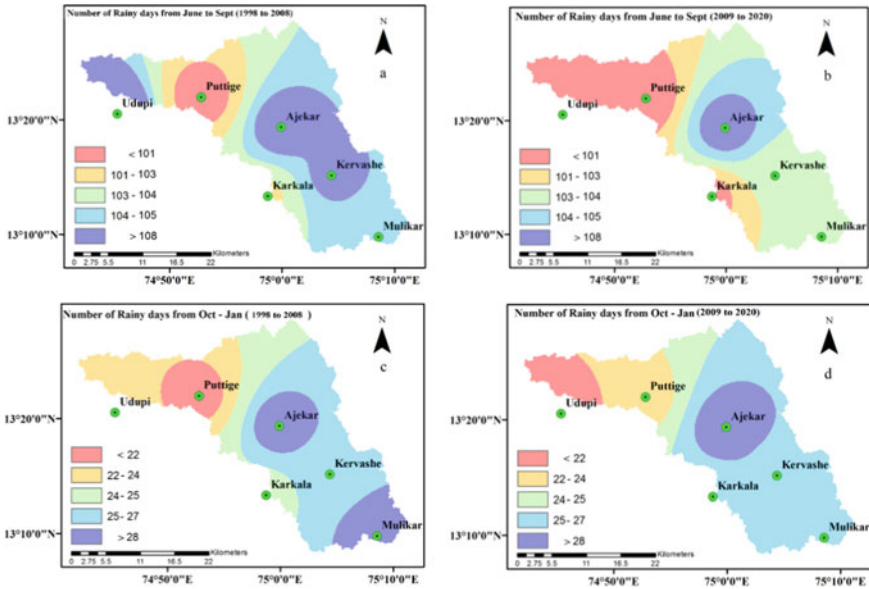 Number of Rainy days from June to Sept (1998 to 2008)
N
a
Puttige
Udupi
Ajekar
Kervashe
Karkala
Mulikar
13°20'0"N
13°10'0"N
< 101
101 - 103
103 - 104
104 - 105
> 108
Kilometers
0 2.75 5.5 11 16.5 22
74°50'0"E 75°0'0"E 75°10'0"E
Number of Rainy days from June to Sept (2009 to 2020)
N
b
Puttige
Udupi
Ajekar
Kervashe
Karkala
Mulikar
13°20'0"N
13°10'0"N
< 101
101 - 103
103 - 104
104 - 105
> 108
Kilometers
0 2.75 5.5 11 16.5 22
74°50'0"E 75°0'0"E 75°10'0"E
Number of Rainy days from Oct - Jan ( 1998 to 2008 )
N
c
Puttige
Udupi
Ajekar
Kervashe
Karkala
Mulikar
13°20'0"N
13°10'0"N
< 22
22 - 24
24 - 25
25 - 27
> 28
Kilometers
0 2.75 5.5 11 16.5 22
74°50'0"E 75°0'0"E 75°10'0"E
Number of Rainy days from Oct - Jan (2009 to 2020)
N
d
Puttige
Udupi
Ajekar
Kervashe
Karkala
Mulikar
13°20'0"N
13°10'0"N
< 22
22 - 24
24 - 25
25 - 27
> 28
Kilometers
0 2.75 5.5 11 16.5 22
74°50'0"E 75°0'0"E 75°10'0"E